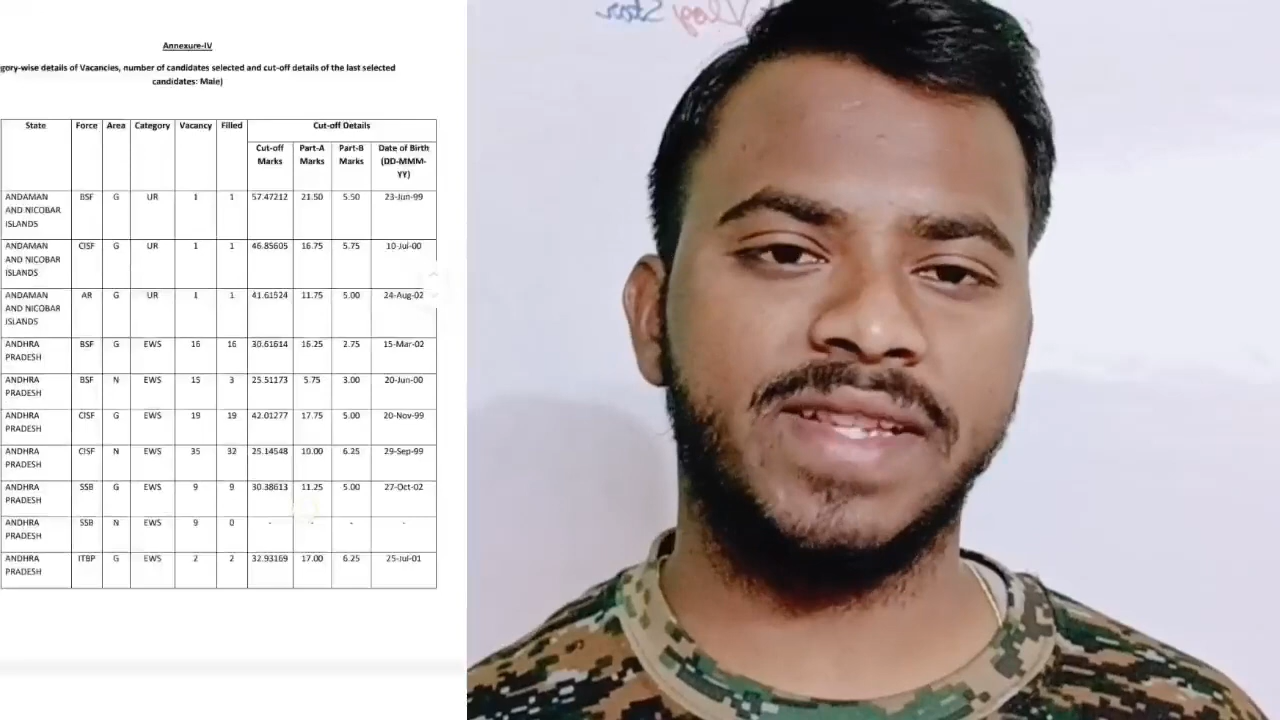 Vlog Star
Annexure-IV
gory-wise details of Vacancies, number of candidates selected and cut-off details of the last selected
candidates: Male)
State Force Area Category Vacancy Filled Cut-off Details
Cut-off Marks Part-A Marks Part-B Marks Date of Birth (DD-MMM-YY)
ANDAMAN AND NICOBAR ISLANDS BSF G UR 1 1 57.47212 21.50 5.50 23-Jun-99
ANDAMAN AND NICOBAR ISLANDS CISF G UR 1 1 46.85605 16.75 5.75 10-Jul-00
ANDAMAN AND NICOBAR ISLANDS AR G UR 1 1 41.61524 11.75 5.00 24-Aug-02
ANDHRA PRADESH BSF G EWS 16 16 30.61614 16.25 2.75 15-Mar-02
ANDHRA PRADESH BSF N EWS 15 3 25.51173 5.75 3.00 20-Jun-00
ANDHRA PRADESH CISF G EWS 19 19 42.01277 17.75 5.00 20-Nov-99
ANDHRA PRADESH CISF N EWS 35 32 25.14548 10.00 6.25 29-Sep-99
ANDHRA PRADESH SSB G EWS 9 9 30.38613 11.25 5.00 27-Oct-02
ANDHRA PRADESH SSB N EWS 9 0 - - - -
ANDHRA PRADESH ITBP G EWS 2 2 32.93169 17.00 6.25 25-Jul-01